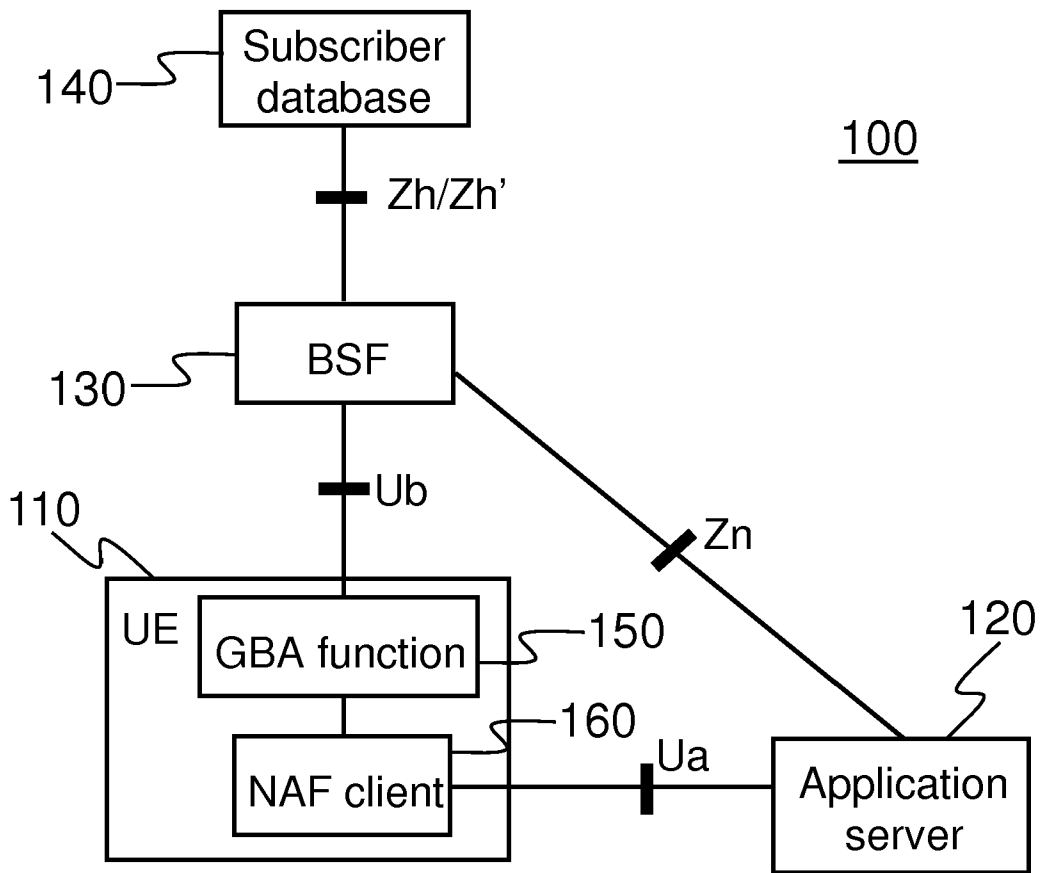 Subscriber
database
140
100
Zh/Zh’
BSF
130
Ub
110
Zn
UE
GBA function
150
120
160
NAF client
Ua
Application
server